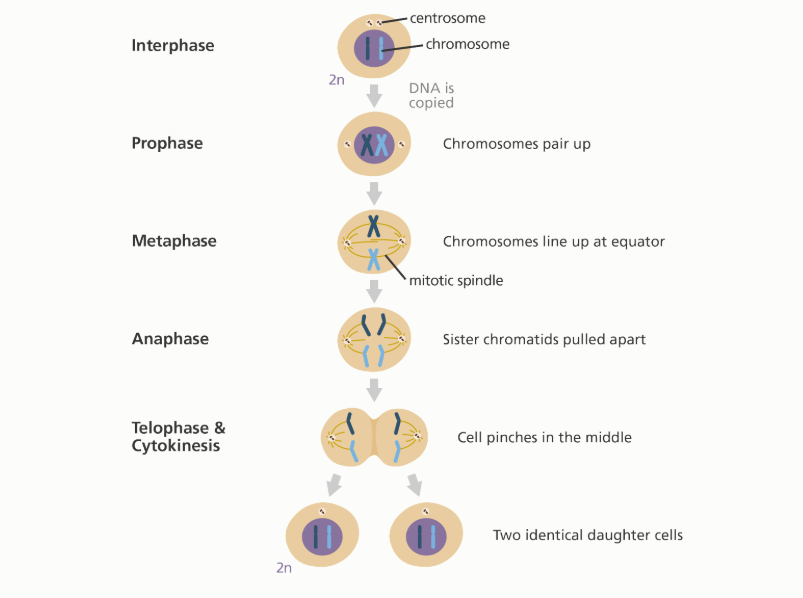 centrosome
Interphase
chromosome
2n
DNA is
copied
Prophase
Chromosomes pair up
Metaphase
Chromosomes line up at equator
mitotic spindle
Anaphase
Sister chromatids pulled apart
Telophase &
Cytokinesis
Cell pinches in the middle
Two identical daughter cells
2n